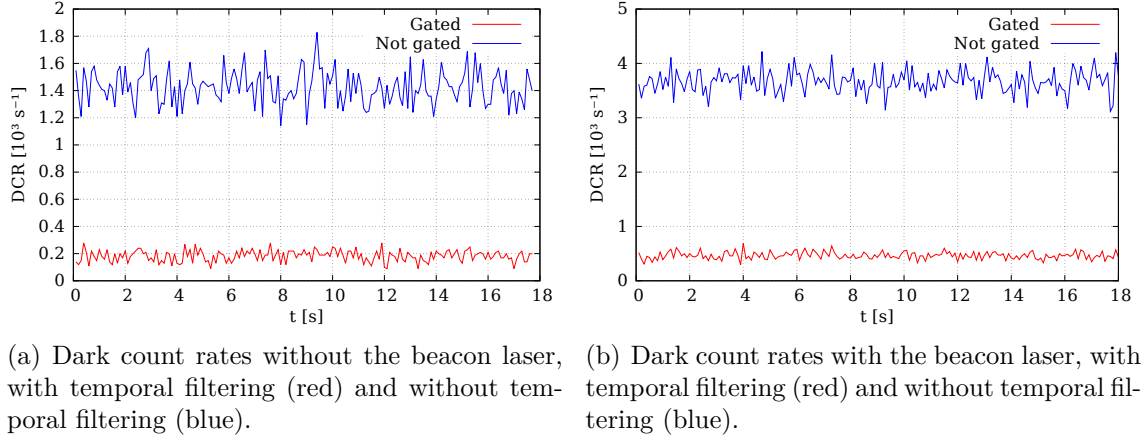 2
1.8
1.6
1.4
1.2
1
0.8
0.6
0.4
0.2
0
DCR [10³ s⁻¹]
Gated
Not gated
0 2 4 6 8 10 12 14 16 18
t [s]
5
4
3
2
1
0
DCR [10³ s⁻¹]
Gated
Not gated
0 2 4 6 8 10 12 14 16 18
t [s]
(a) Dark count rates without the beacon laser,
with temporal filtering (red) and without tem-
poral filtering (blue).
(b) Dark count rates with the beacon laser, with
temporal filtering (red) and without temporal fil-
tering (blue).